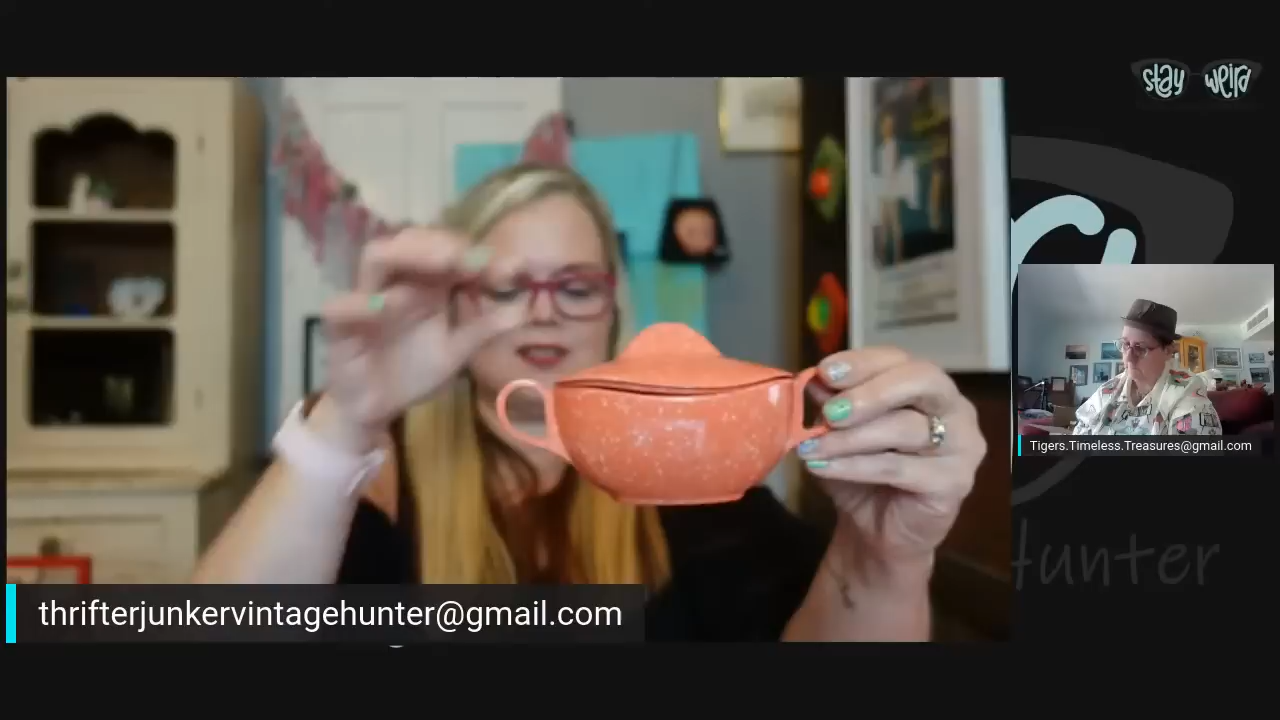 stay weird
Tigers.Timeless.Treasures@gmail.com
Hunter
thrifterjunkervintagehunter@gmail.com